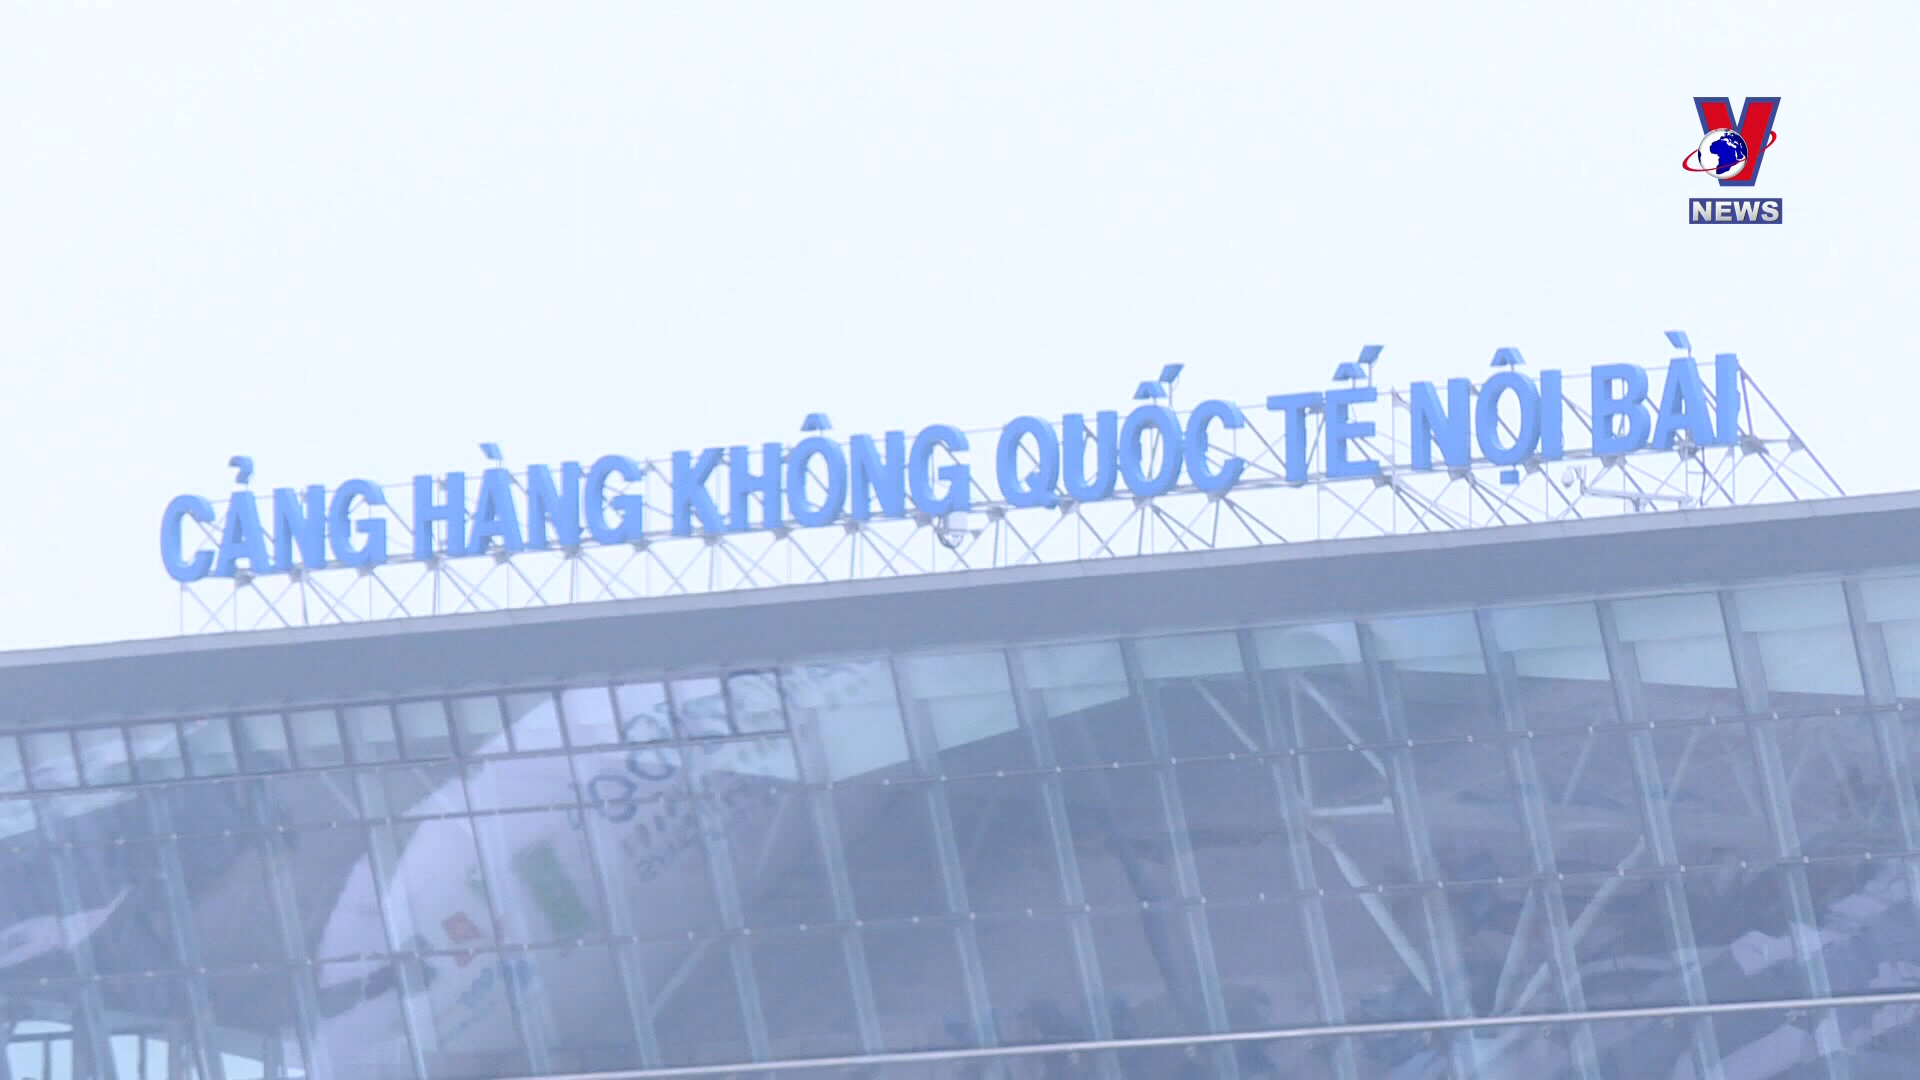 V
NEWS
CẢNG HÀNG KHÔNG QUỐC TẾ NỘI BÀI